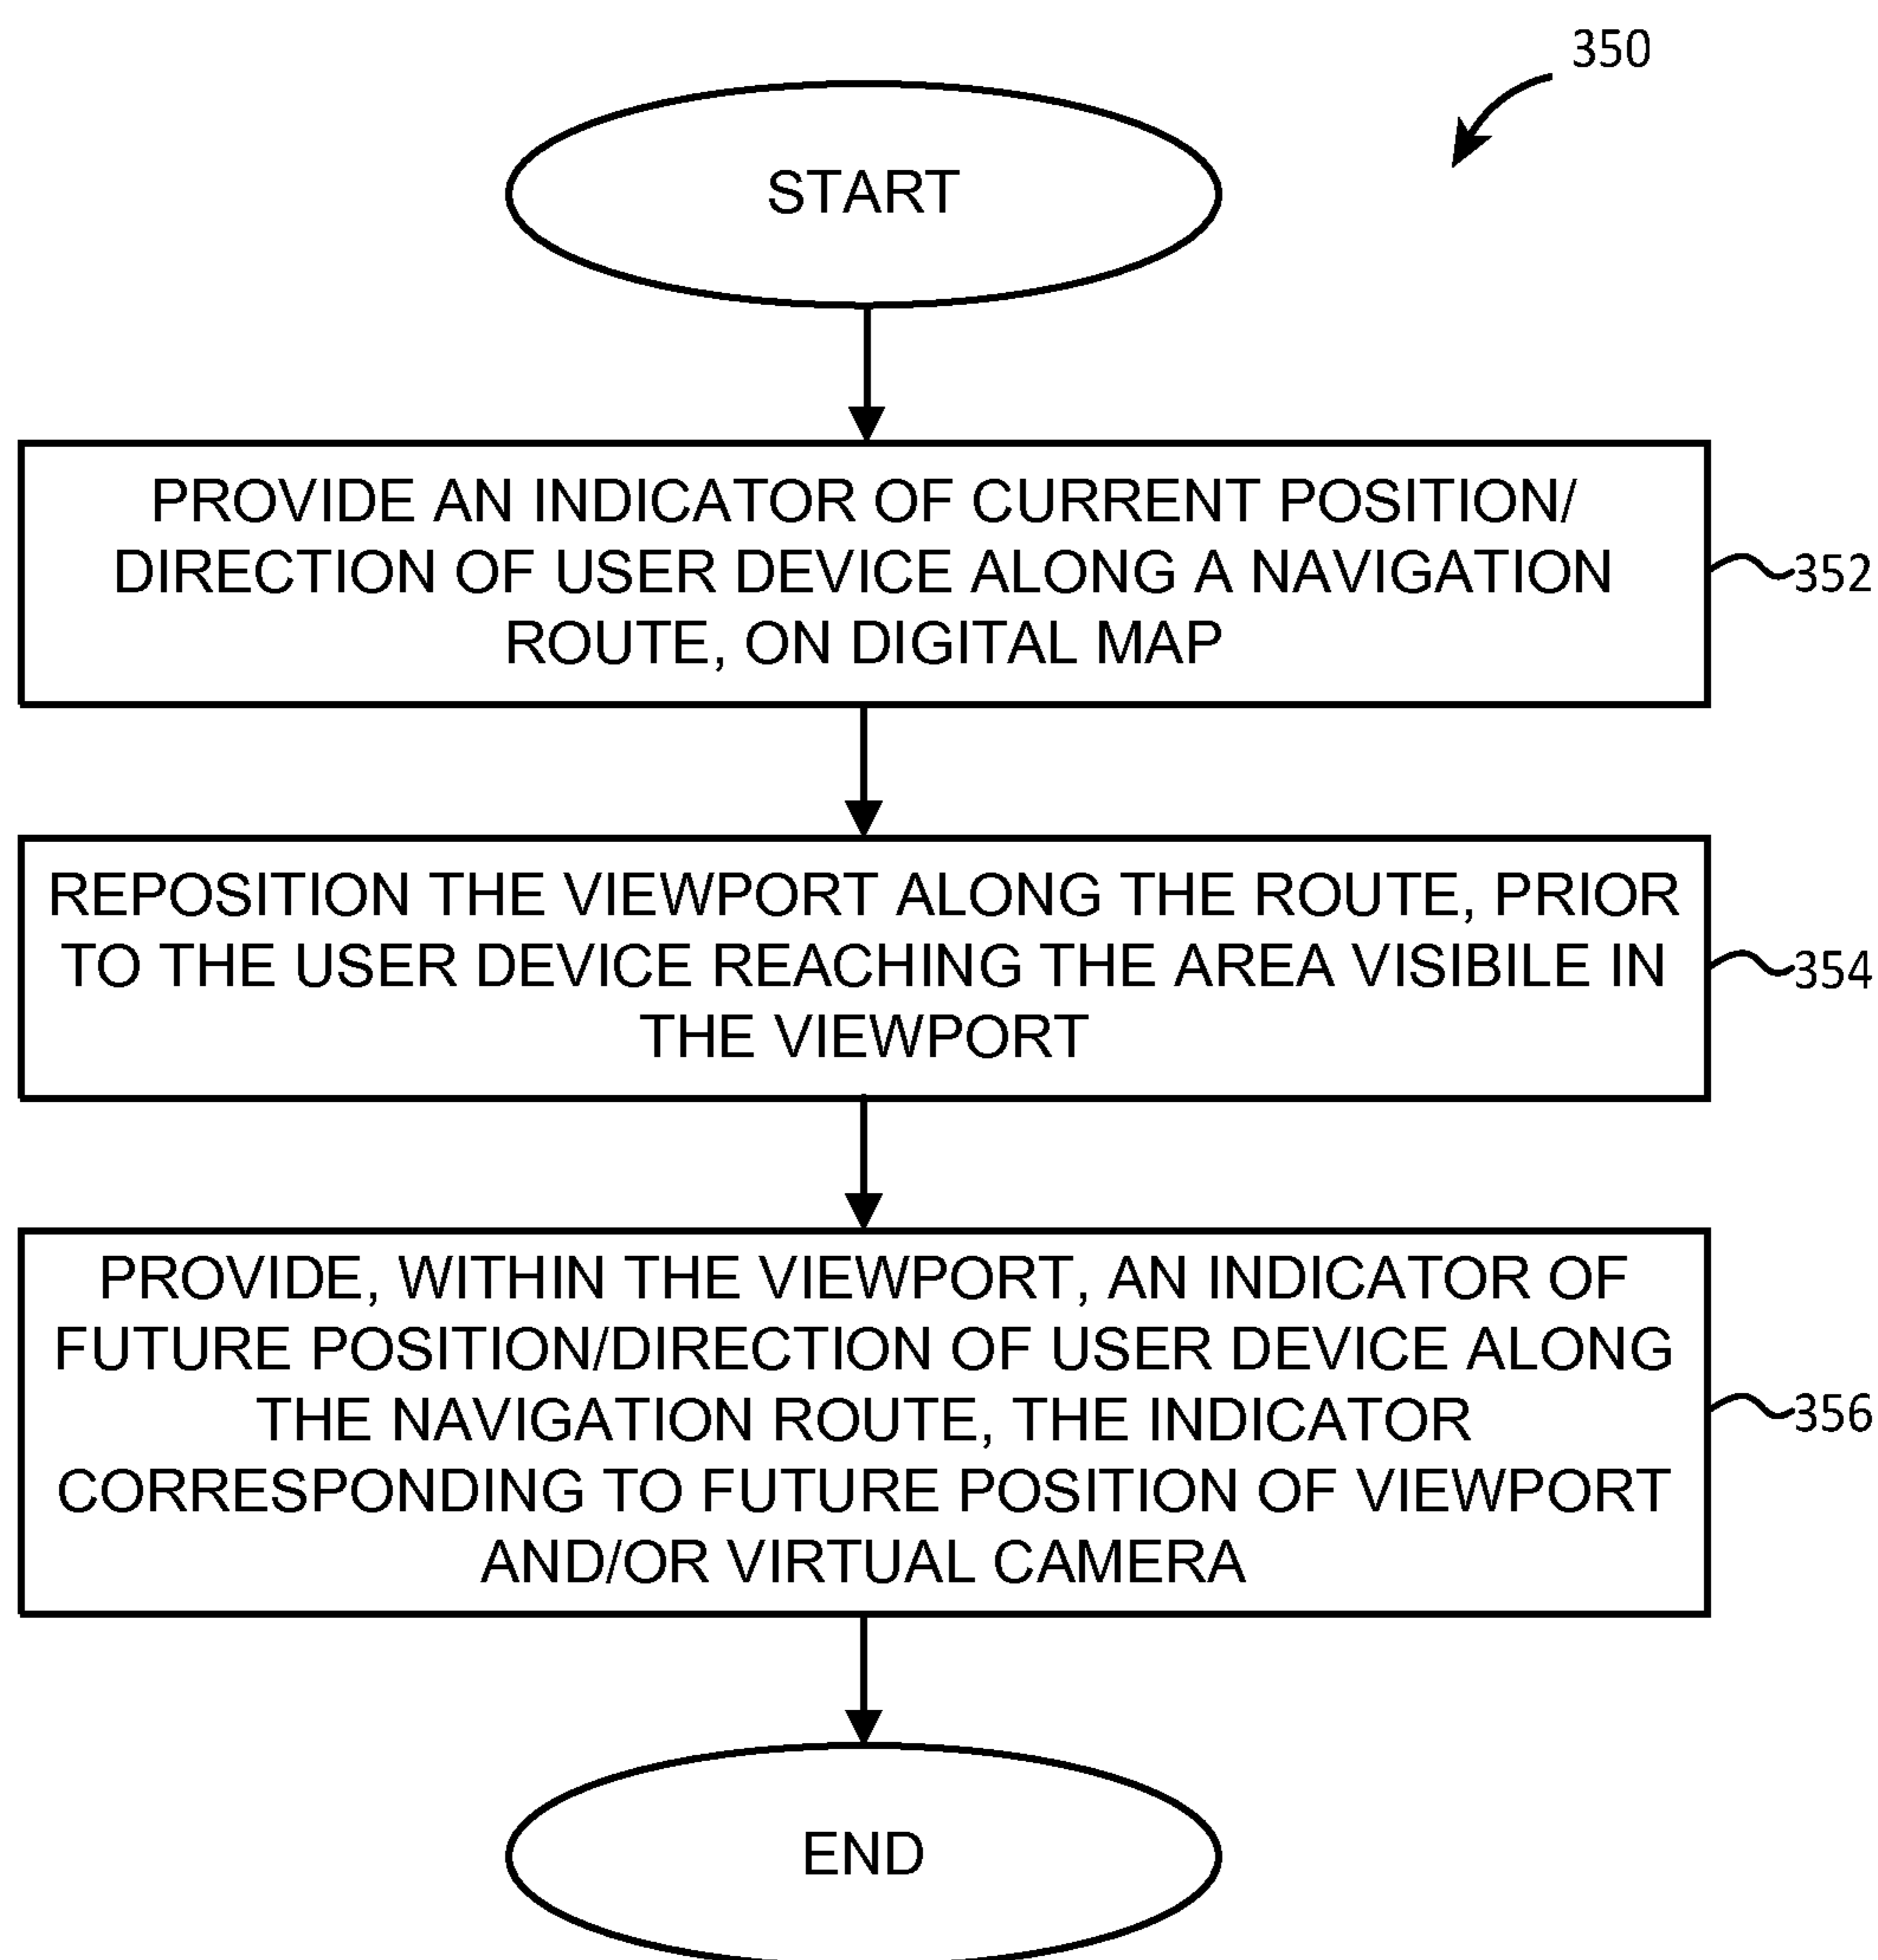 350
START
PROVIDE AN INDICATOR OF CURRENT POSITION/
DIRECTION OF USER DEVICE ALONG A NAVIGATION
ROUTE, ON DIGITAL MAP
352
REPOSITION THE VIEWPORT ALONG THE ROUTE, PRIOR
TO THE USER DEVICE REACHING THE AREA VISIBILE IN
THE VIEWPORT
354
PROVIDE, WITHIN THE VIEWPORT, AN INDICATOR OF
FUTURE POSITION/DIRECTION OF USER DEVICE ALONG
THE NAVIGATION ROUTE, THE INDICATOR
CORRESPONDING TO FUTURE POSITION OF VIEWPORT
AND/OR VIRTUAL CAMERA
356
END